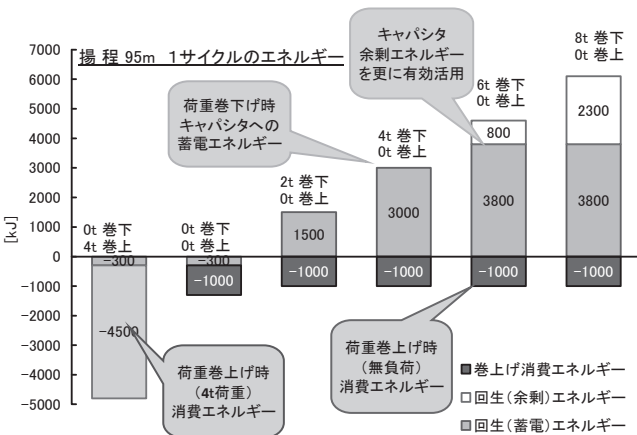 揚 程 95m　1サイクルのエネルギー
キャパシタ
余剰エネルギー
を更に有効活用
8t 巻下
0t 巻上
荷重巻下げ時
キャパシタへの
蓄電エネルギー
6t 巻下
0t 巻上
4t 巻下
0t 巻上
2t 巻下
0t 巻上
0t 巻下
4t 巻上
0t 巻下
0t 巻上
[kJ]
7000
6000
5000
4000
3000
2000
1000
0
-1000
-2000
-3000
-4000
-5000
-300
-4500
-300
-1000
1500
-1000
3000
-1000
800
3800
-1000
2300
3800
-1000
荷重巻上げ時
(4t荷重)
消費エネルギー
荷重巻上げ時
(無負荷)
消費エネルギー
巻上げ消費エネルギー
回生(余剰)エネルギー
回生(蓄電)エネルギー